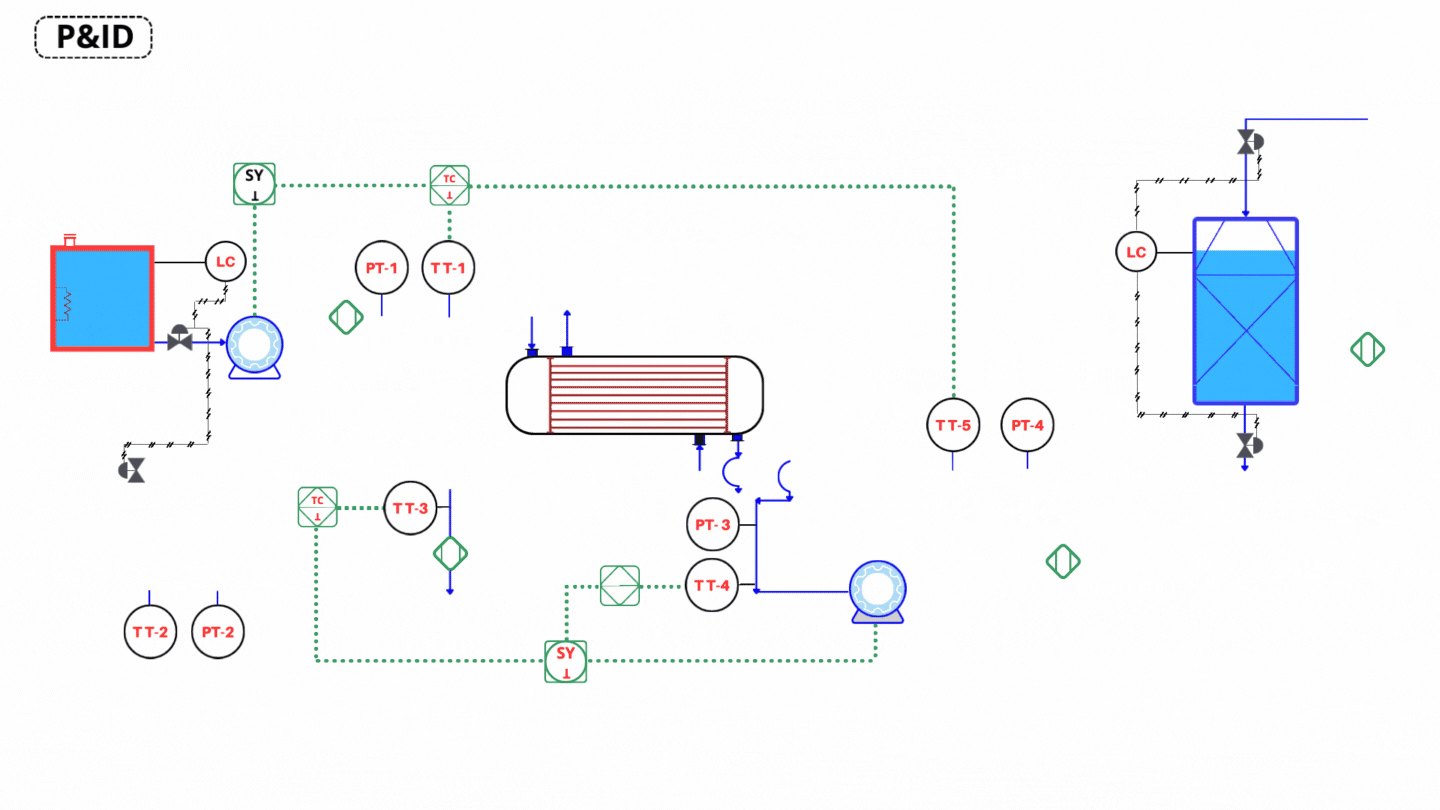 P&ID
SY
⊥
TC
⊥
PT-1
TT-1
LC
LC
TT-5
PT-4
TC
⊥
TT-3
PT-3
TT-4
TT-2
PT-2
SY
⊥